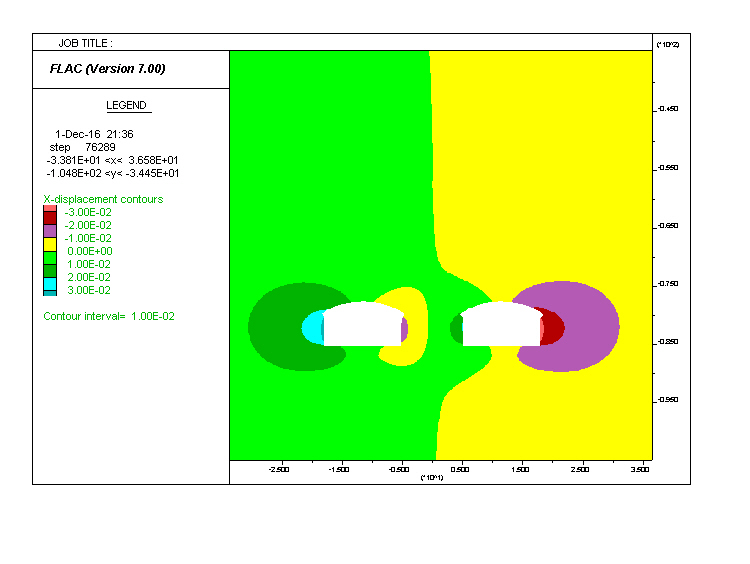 JOB TITLE :
FLAC (Version 7.00)
LEGEND
1-Dec-16 21:36
step 76289
-3.381E+01 <x< 3.658E+01
-1.048E+02 <y< -3.445E+01
X-displacement contours
-3.00E-02
-2.00E-02
-1.00E-02
0.00E+00
1.00E-02
2.00E-02
3.00E-02
Contour interval= 1.00E-02
(*10^2)
-0.450
-0.550
-0.650
-0.750
-0.850
-0.950
-2.500 -1.500 -0.500 0.500 1.500 2.500 3.500
(*10^1)